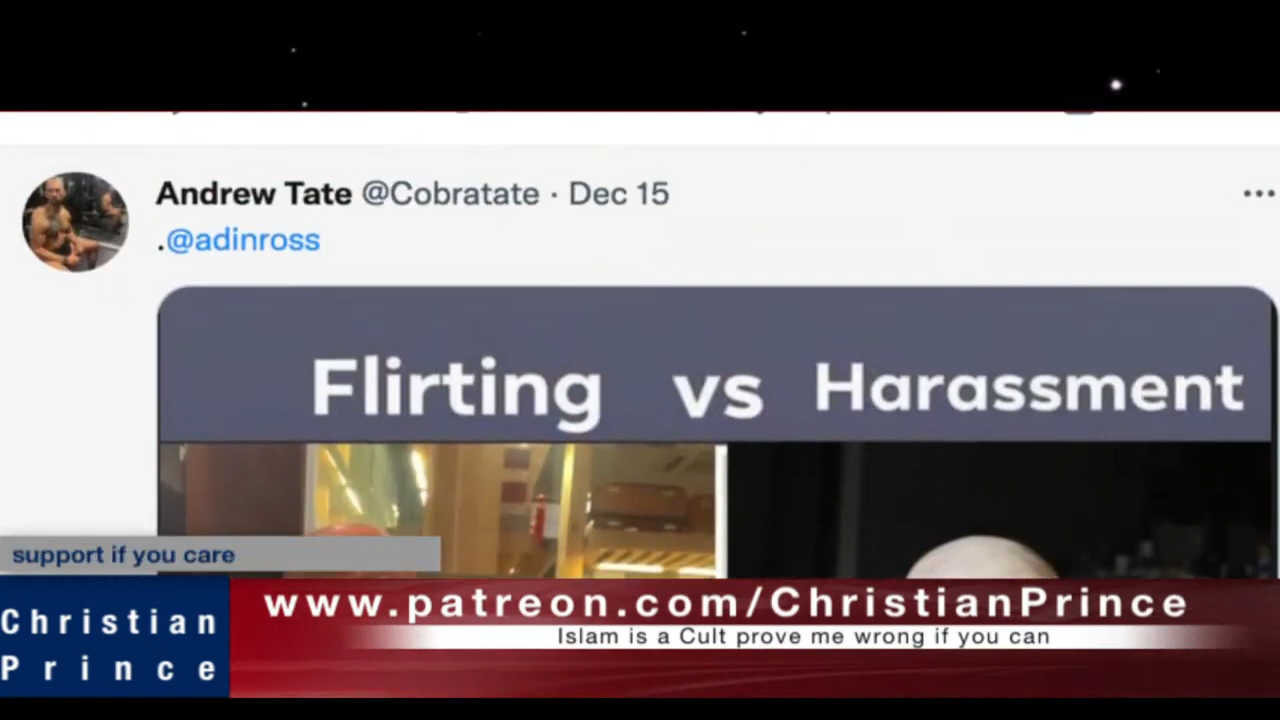 Andrew Tate @Cobratate · Dec 15
.@adinross
Flirting vs Harassment
support if you care
Christian
Prince
www.patreon.com/ChristianPrince
Islam is a Cult prove me wrong if you can